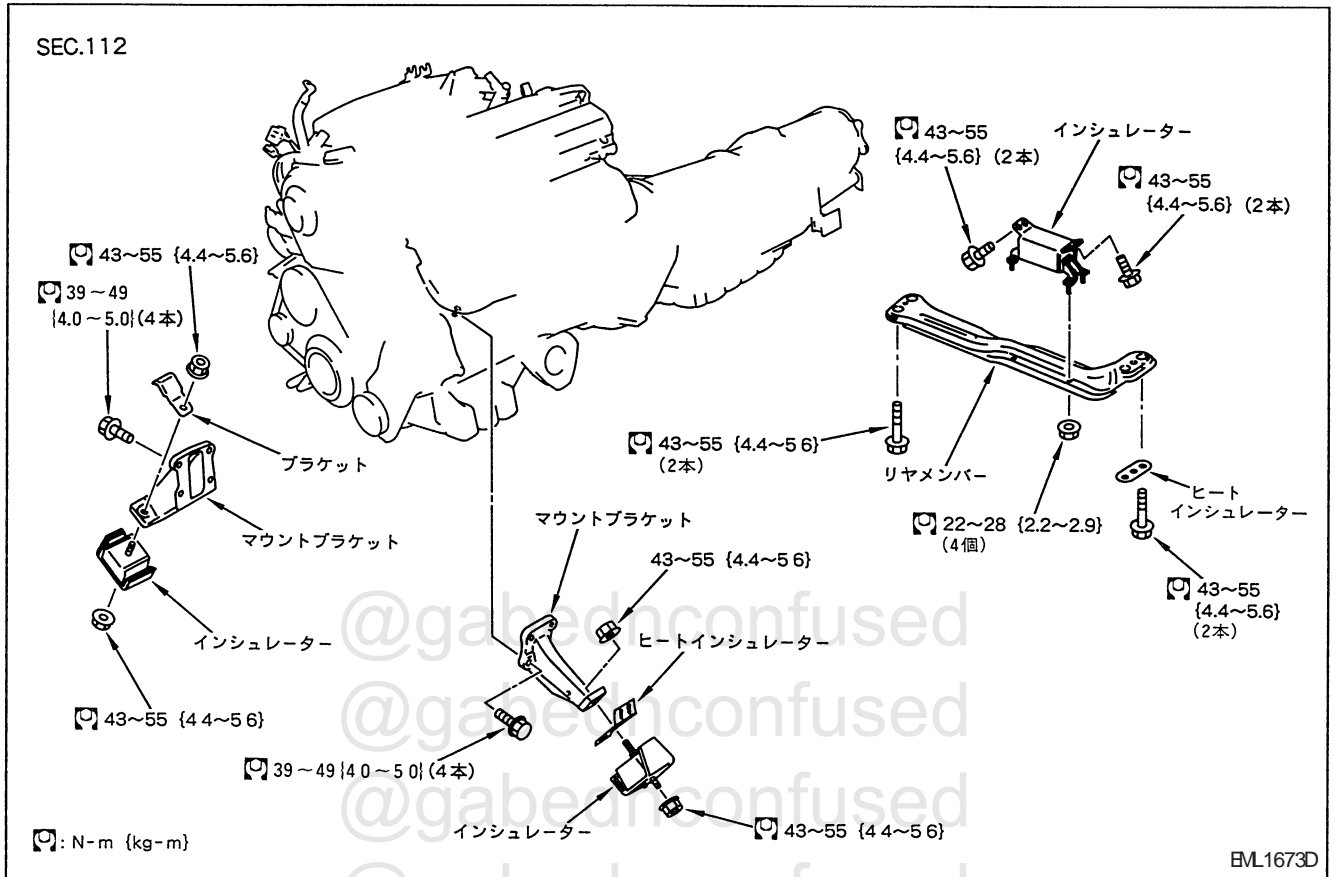 SEC.112
43~55
{4.4~5.6} (2本)
インシュレーター
43~55
{4.4~5.6} (2本)
43~55 {4.4~5.6}
39~49
{4.0~5.0}(4本)
ブラケット
マウントブラケット
インシュレーター
43~55 {4 4~5 6}
43~55 {4.4~5 6}
(2本)
リヤメンバー
22~28 {2.2~2.9}
(4個)
ヒート
インシュレーター
43~55
{4.4~5.6}
(2本)
マウントブラケット
43~55 {4.4~5 6}
ヒートインシュレーター
39~49{4 0~5 0}(4本)
インシュレーター
43~55 {4 4~5 6}
@gabednconfused
@gabednconfused
@gabednconfused
: N-m {kg-m}
EML1673D